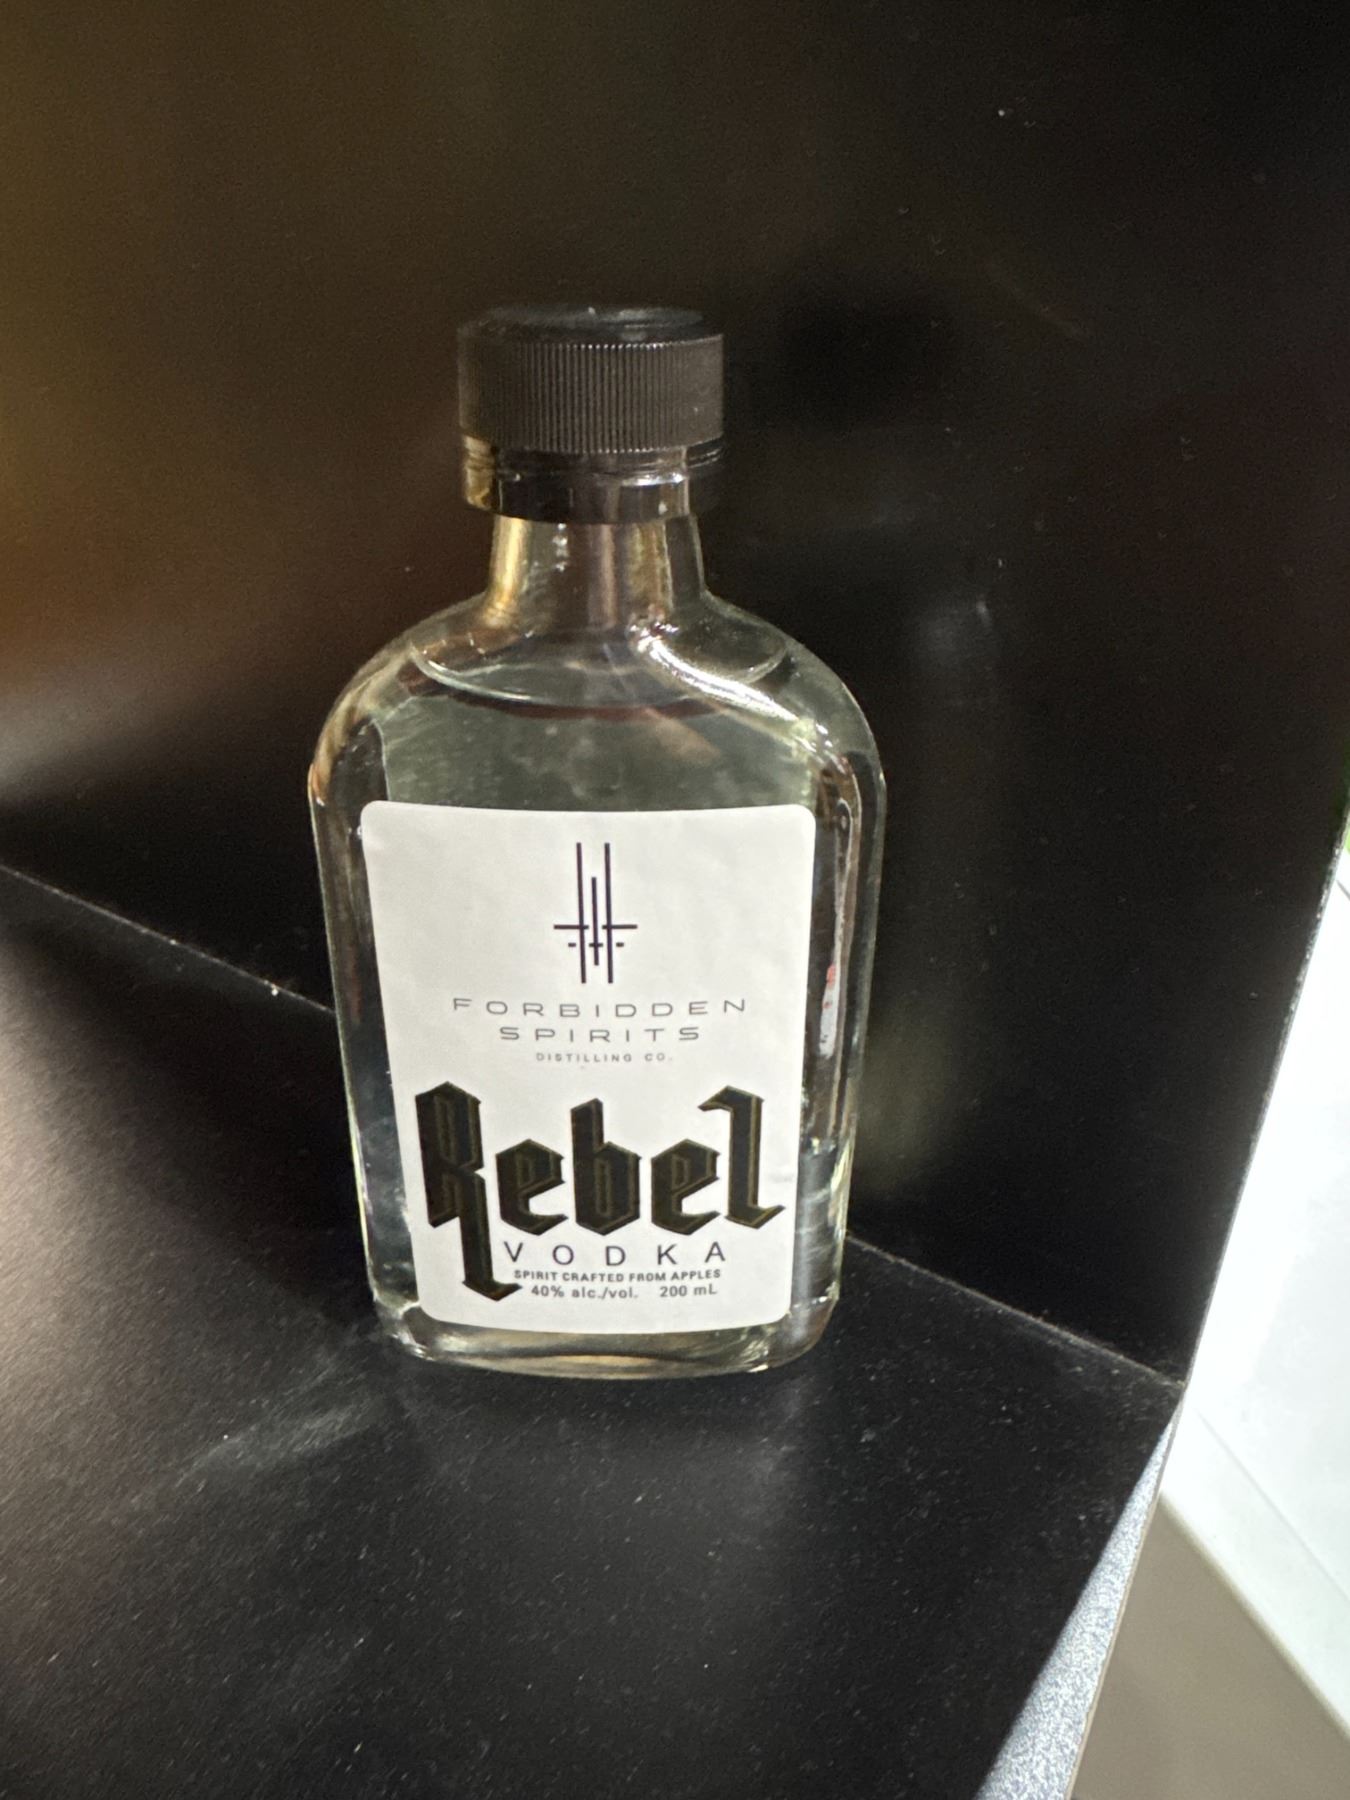 FORBIDDEN
SPIRITS
DISTILLING CO.
Rebel
VODKA
SPIRIT CRAFTED FROM APPLES
40% alc./vol. 200 mL